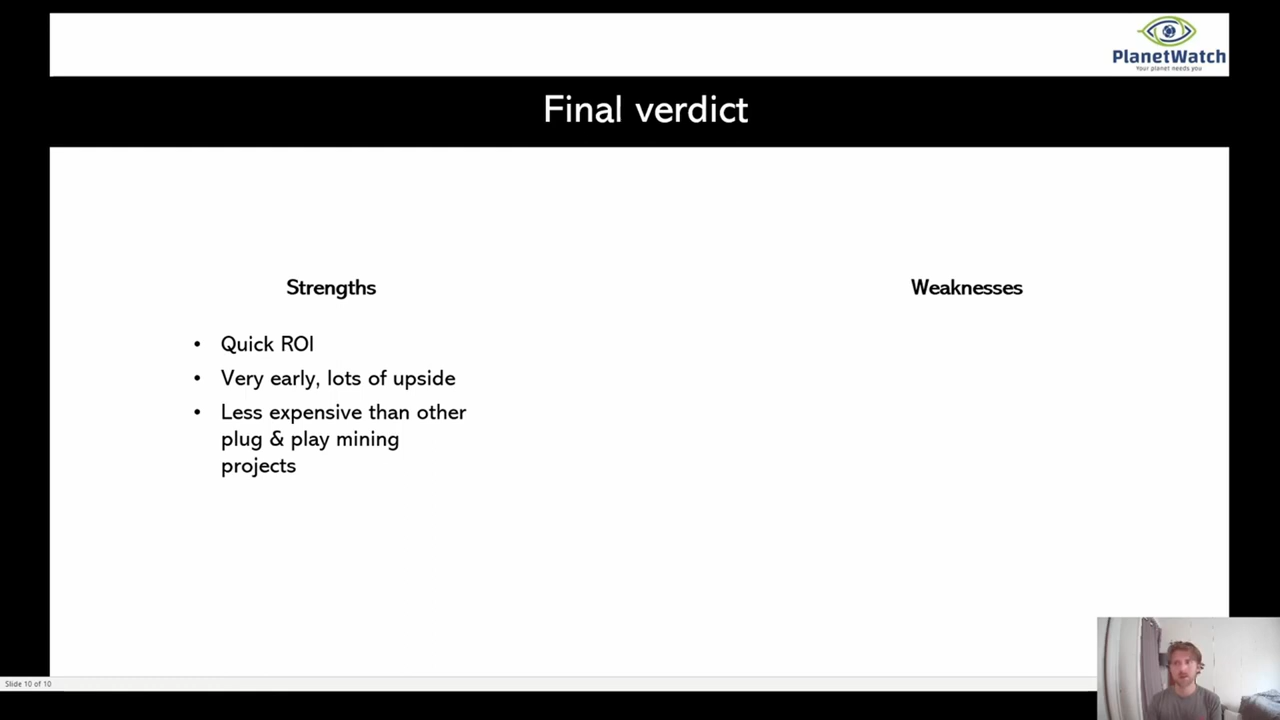 PlanetWatch
Your planet needs you
Final verdict
Strengths
• Quick ROI
• Very early, lots of upside
• Less expensive than other
plug & play mining
projects
Weaknesses
Slide 10 of 10